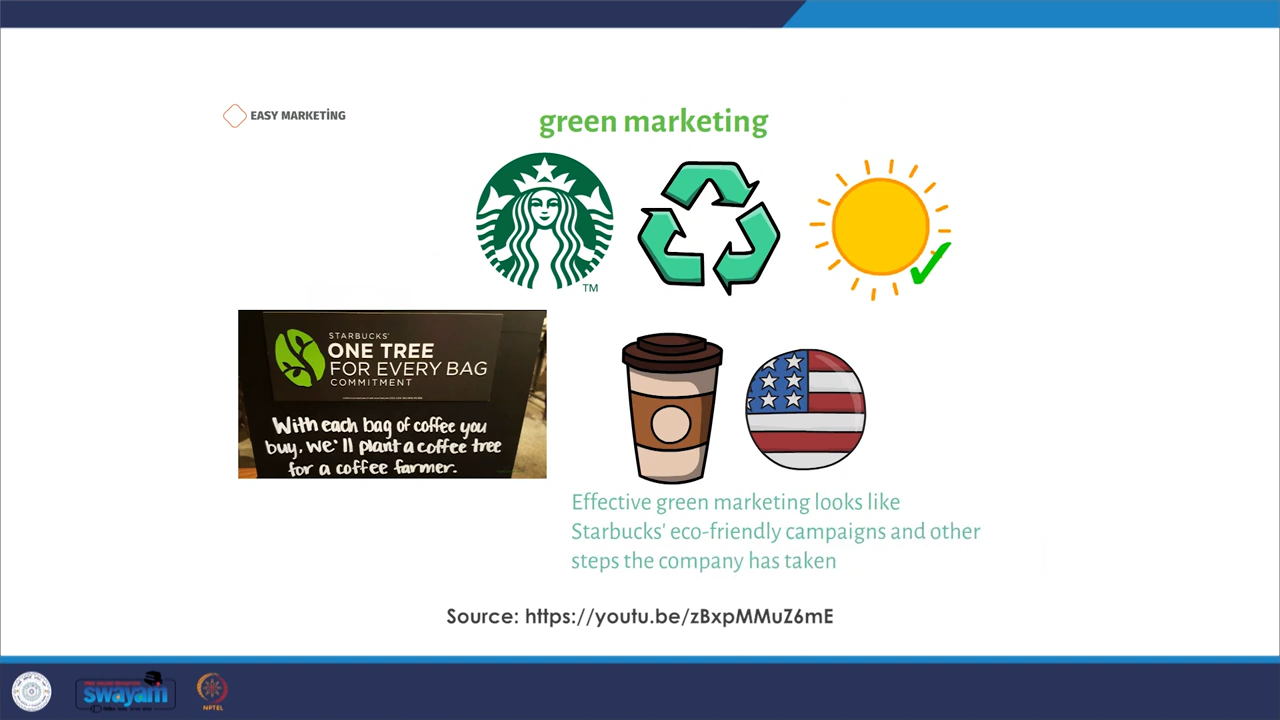 EASY MARKETİNG
green marketing
TM
STARBUCKS'
ONE TREE
FOR EVERY BAG
COMMITMENT
With each bag of coffee you
buy, we'll plant a coffee tree
for a coffee farmer.
Effective green marketing looks like
Starbucks' eco-friendly campaigns and other
steps the company has taken
Source: https://youtu.be/zBxpMMuZ6mE
swayam
NPTEL